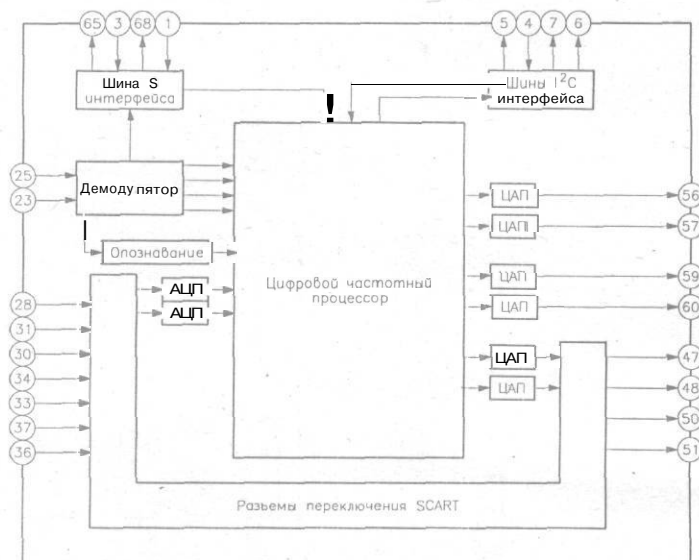 65 3 68 1
5 4 7 6
Шина S
интерфейса
Шины I²C
интерфейса
!
25
23
Демоду пятор
56
ЦАП
57
ЦАП
Опознавание
Цифровой частотный
процессор
59
ЦАП
60
ЦАП
28
АЦП
31
АЦП
30
34
33
37
36
47
ЦАП
48
ЦАП
50
51
Разъемы переключения SCART